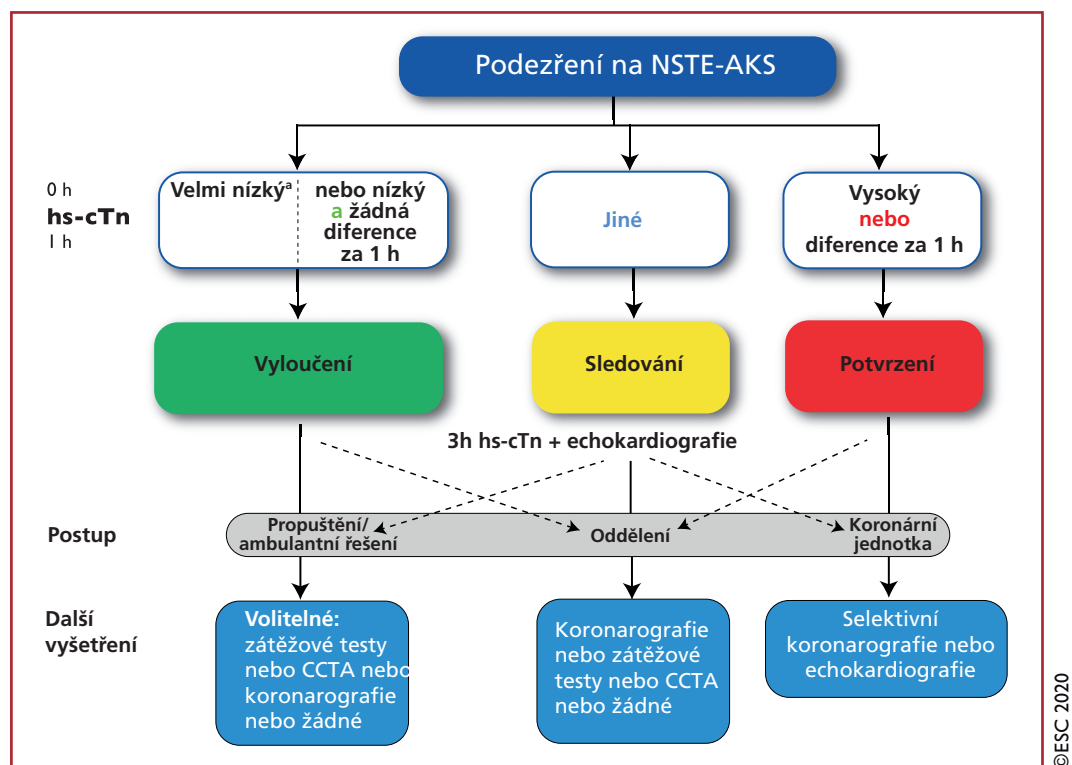 Podezření na NSTE-AKS
0 h
hs-cTn
1 h
Velmi nízkýᵃ
nebo nízký
a žádná
diference
za 1 h
Jiné
Vysoký
nebo
diference za 1 h
Vyloučení
Sledování
Potvrzení
3h hs-cTn + echokardiografie
Postup
Propuštění/
ambulantní řešení
Oddělení
Koronární
jednotka
Další
vyšetření
Volitelné:
zátěžové testy
nebo CCTA nebo
koronarografie
nebo žádné
Koronarografie
nebo zátěžové
testy nebo CCTA
nebo žádné
Selektivní
koronarografie nebo
echokardiografie
©ESC 2020